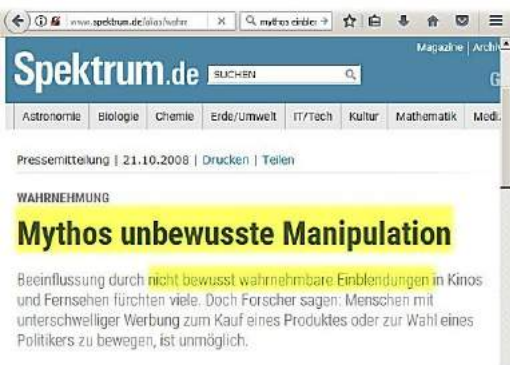 www.spektrum.de/alias/wahr
mythos einble
Magazine | Archiv
Spektrum.de
SUCHEN
Astronomie Biologie Chemie Erde/Umwelt IT/Tech Kultur Mathematik Medi
Pressemitteilung | 21.10.2008 | Drucken | Teilen
WAHRNEHMUNG
Mythos unbewusste Manipulation
Beeinflussung durch nicht bewusst wahrnehmbare Einblendungen in Kinos
und Fernsehen fürchten viele. Doch Forscher sagen: Menschen mit
unterschwelliger Werbung zum Kauf eines Produktes oder zur Wahl eines
Politikers zu bewegen, ist unmöglich.